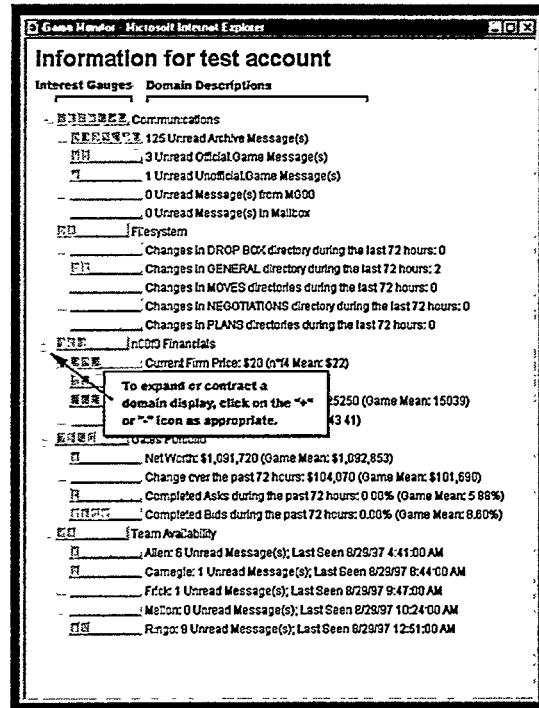 Game Monitor - Microsoft Internet Explorer
Information for test account
Interest Gauges Domain Descriptions
Communications
125 Unread Archive Message(s)
3 Unread Official Game Message(s)
1 Unread Unofficial Game Message(s)
0 Unread Message(s) from MG00
0 Unread Message(s) in Mailbox
Filesystem
Changes in DROP BOX directory during the last 72 hours: 0
Changes in GENERAL directory during the last 72 hours: 2
Changes in MOVES directories during the last 72 hours: 0
Changes in NEGOTIATIONS directory during the last 72 hours: 0
Changes in PLANS directories during the last 72 hours: 0
Financials
Current Firm Price: $20 Mean: $22)
To expand or contract a
domain display, click on the "+"
or "-" icon as appropriate.
25250 (Game Mean: 15039)
43 41)
Portfolio
Net Worth: $1,091,720 (Game Mean: $1,092,853)
Change over the past 72 hours: $104,070 (Game Mean: $101,690)
Completed Asks during the past 72 hours: 0 00% (Game Mean: 5 88%)
Completed Bids during the past 72 hours: 0.00% (Game Mean: 8.60%)
Team Availability
Allen: 6 Unread Message(s); Last Seen 8/29/97 4:41:00 AM
Carnegie: 1 Unread Message(s); Last Seen 8/29/97 8:44:00 AM
Frick: 1 Unread Message(s); Last Seen 8/29/97 9:47:00 AM
Mellon: 0 Unread Message(s); Last Seen 8/29/97 10:24:00 AM
Ringo: 8 Unread Message(s); Last Seen 8/29/97 12:51:00 AM